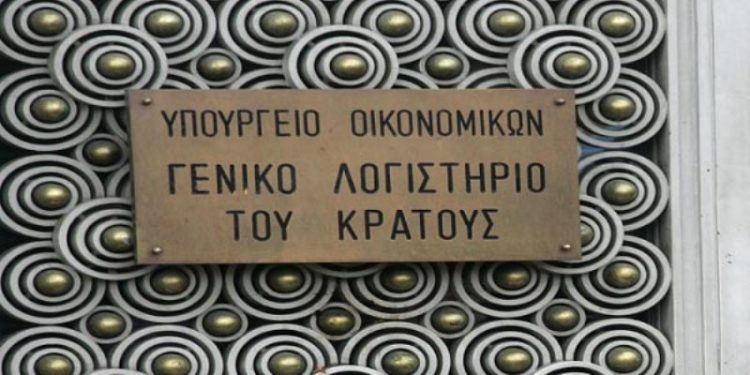 ΥΠΟΥΡΓΕΙΟ ΟΙΚΟΝΟΜΙΚΩΝ
ΓΕΝΙΚΟ ΛΟΓΙΣΤΗΡΙΟ
ΤΟΥ ΚΡΑΤΟΥΣ